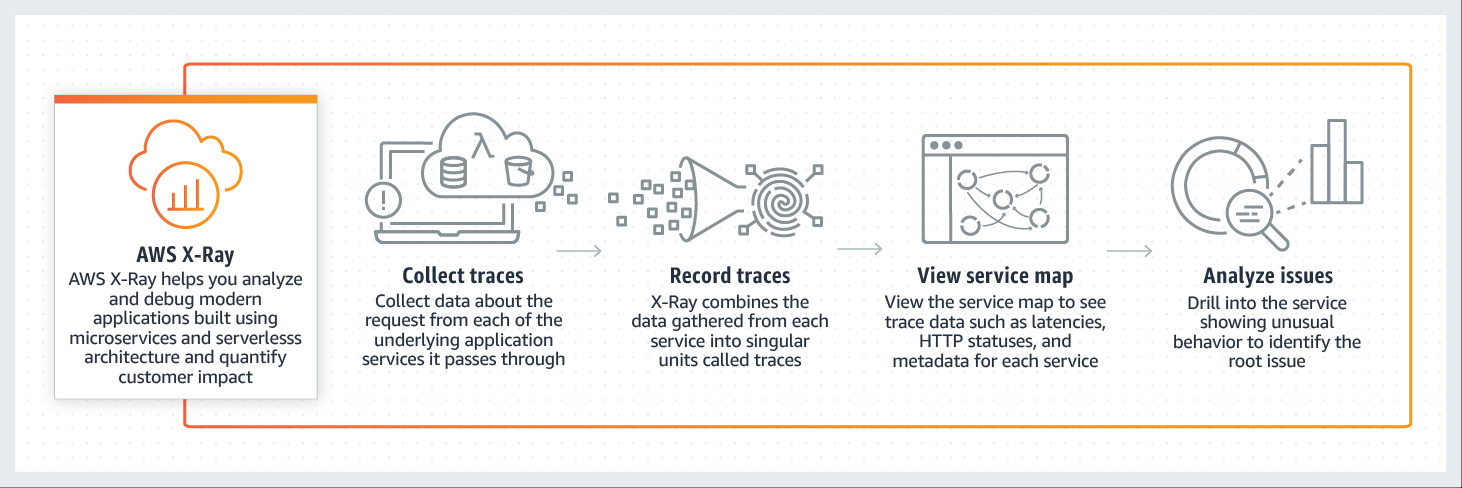 AWS X-Ray
AWS X-Ray helps you analyze
and debug modern
applications built using
microservices and serverlesss
architecture and quantify
customer impact
Collect traces
Collect data about the
request from each of the
underlying application
services it passes through
Record traces
X-Ray combines the
data gathered from each
service into singular
units called traces
View service map
View the service map to see
trace data such as latencies,
HTTP statuses, and
metadata for each service
Analyze issues
Drill into the service
showing unusual
behavior to identify the
root issue